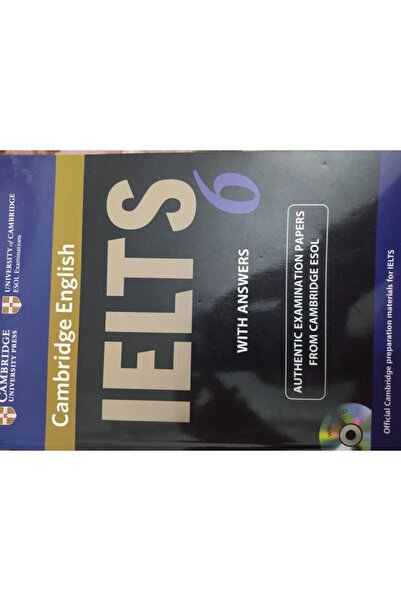 CAMBRIDGE
UNIVERSITY PRESS
UNIVERSITY of CAMBRIDGE
ESOL Examinations
Cambridge English
IELTS
6
WITH ANSWERS
AUTHENTIC EXAMINATION PAPERS
FROM CAMBRIDGE ESOL
Official Cambridge preparation materials for IELTS